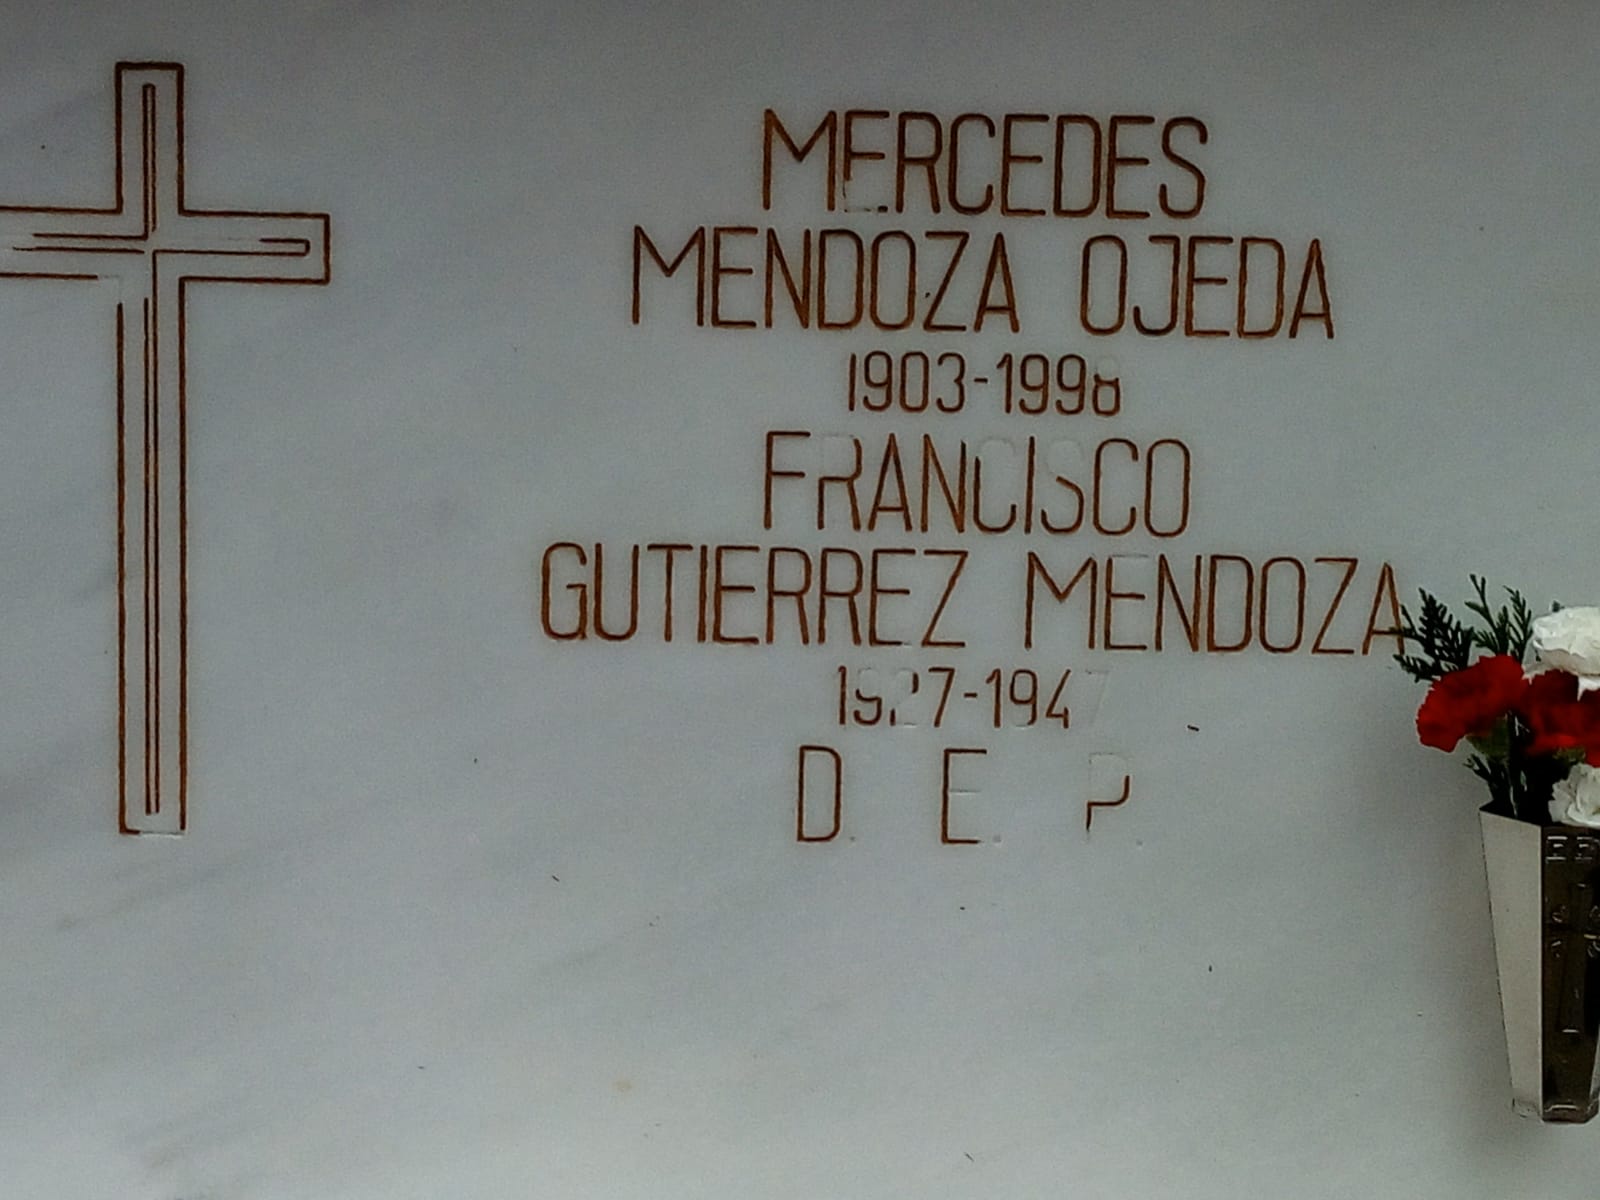 MERCEDES
MENDOZA OJEDA
1903-1998
FRANCISCO
GUTIERREZ MENDOZA
1927-1947
D. E. P.